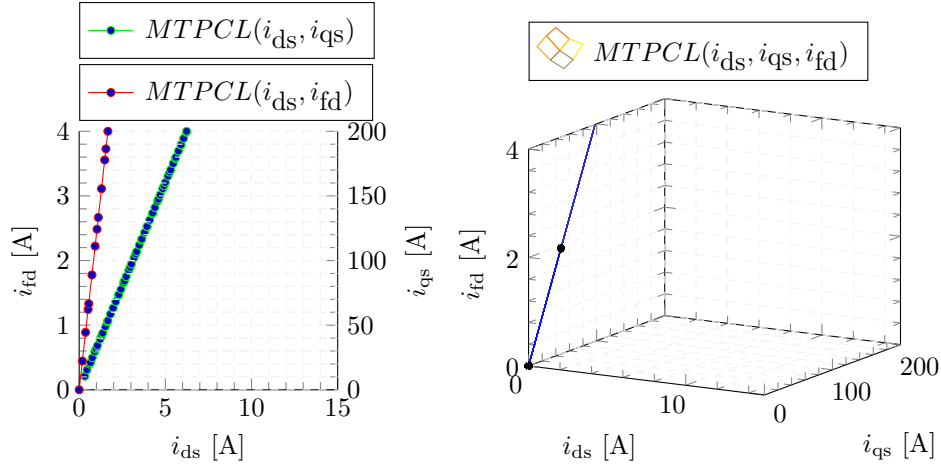 MTPCL(i_ds, i_qs)
MTPCL(i_ds, i_fd)
4
3
2
1
0
i_fd [A]
200
150
100
50
0
i_qs [A]
0
5
10
15
i_ds [A]
MTPCL(i_ds, i_qs, i_fd)
4
2
0
i_fd [A]
0
10
i_ds [A]
0
100
200
i_qs [A]